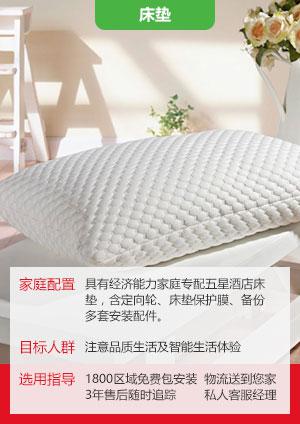 床垫
家庭配置 具有经济能力家庭专配五星酒店床
垫，含定向轮、床垫保护膜、备份
多套安装配件。
目标人群 注意品质生活及智能生活体验
选用指导 1800区域免费包安装 物流送到您家
3年售后随时追踪 私人客服经理